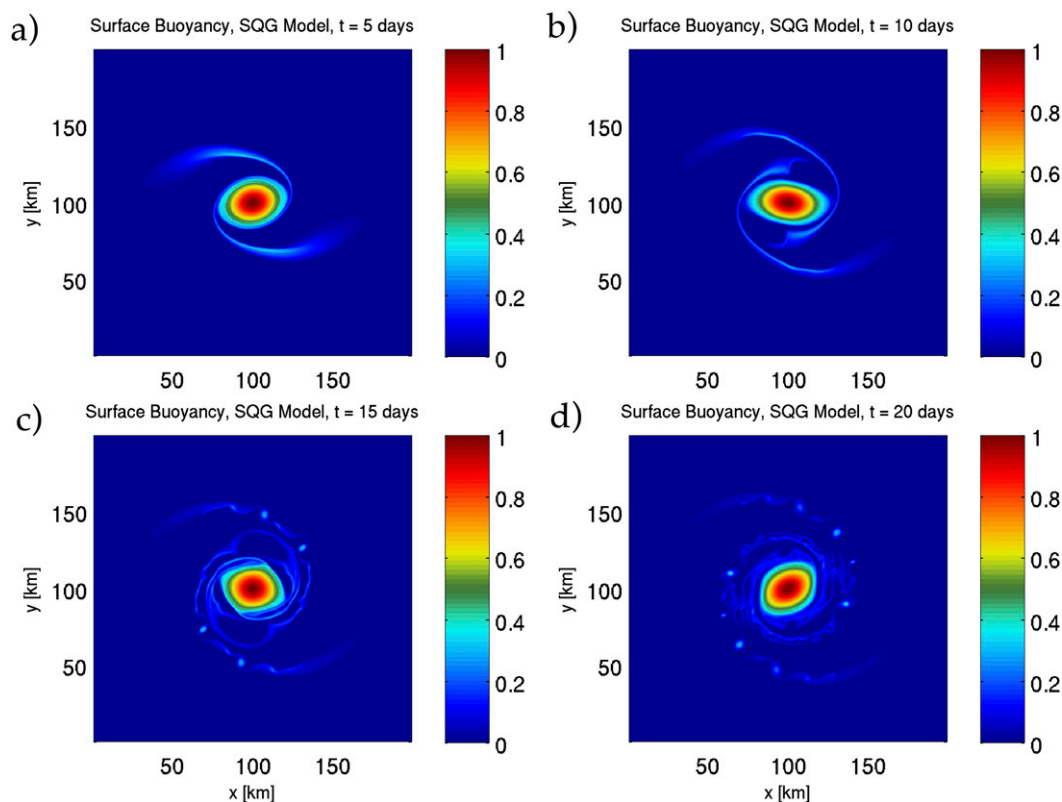 a)
Surface Buoyancy, SQG Model, t = 5 days
y [km]
150
100
50
50 100 150
1
0.8
0.6
0.4
0.2
0
b)
Surface Buoyancy, SQG Model, t = 10 days
y [km]
150
100
50
50 100 150
1
0.8
0.6
0.4
0.2
0
c)
Surface Buoyancy, SQG Model, t = 15 days
y [km]
150
100
50
50 100 150
x [km]
1
0.8
0.6
0.4
0.2
0
d)
Surface Buoyancy, SQG Model, t = 20 days
y [km]
150
100
50
50 100 150
x [km]
1
0.8
0.6
0.4
0.2
0